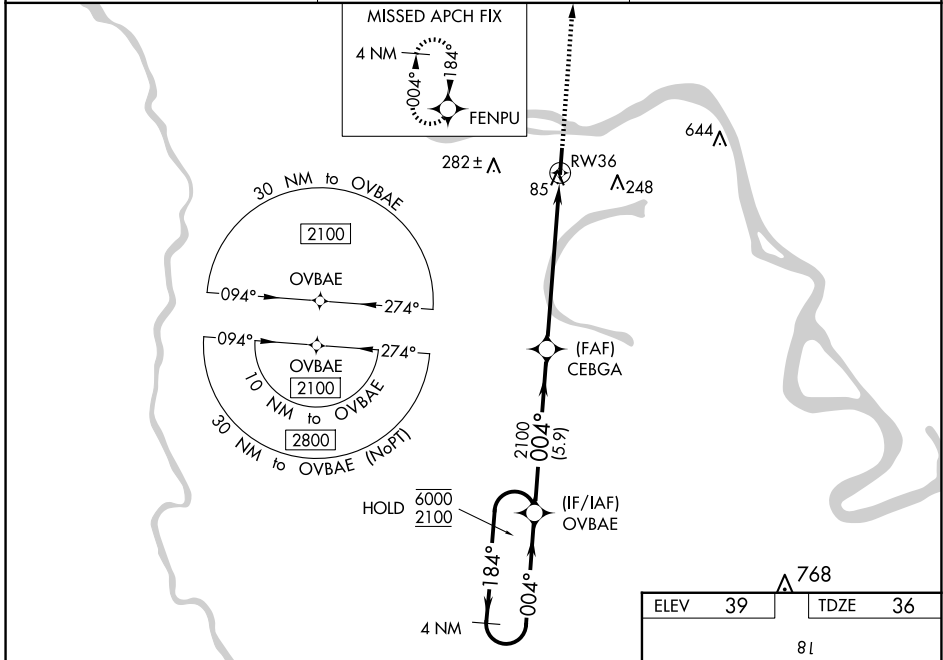 MISSED APCH FIX
4 NM
004°
184°
FENPU
644
282±
RW36
85
248
30 NM to OVBAE
2100
OVBAE
094°
274°
094°
274°
OVBAE
2100
10 NM to OVBAE
2800
30 NM to OVBAE (NoPT)
(FAF)
CEBGA
2100
004°
(5.9)
HOLD
6000
2100
(IF/IAF)
OVBAE
184°
004°
4 NM
768
ELEV 39
TDZE 36
18